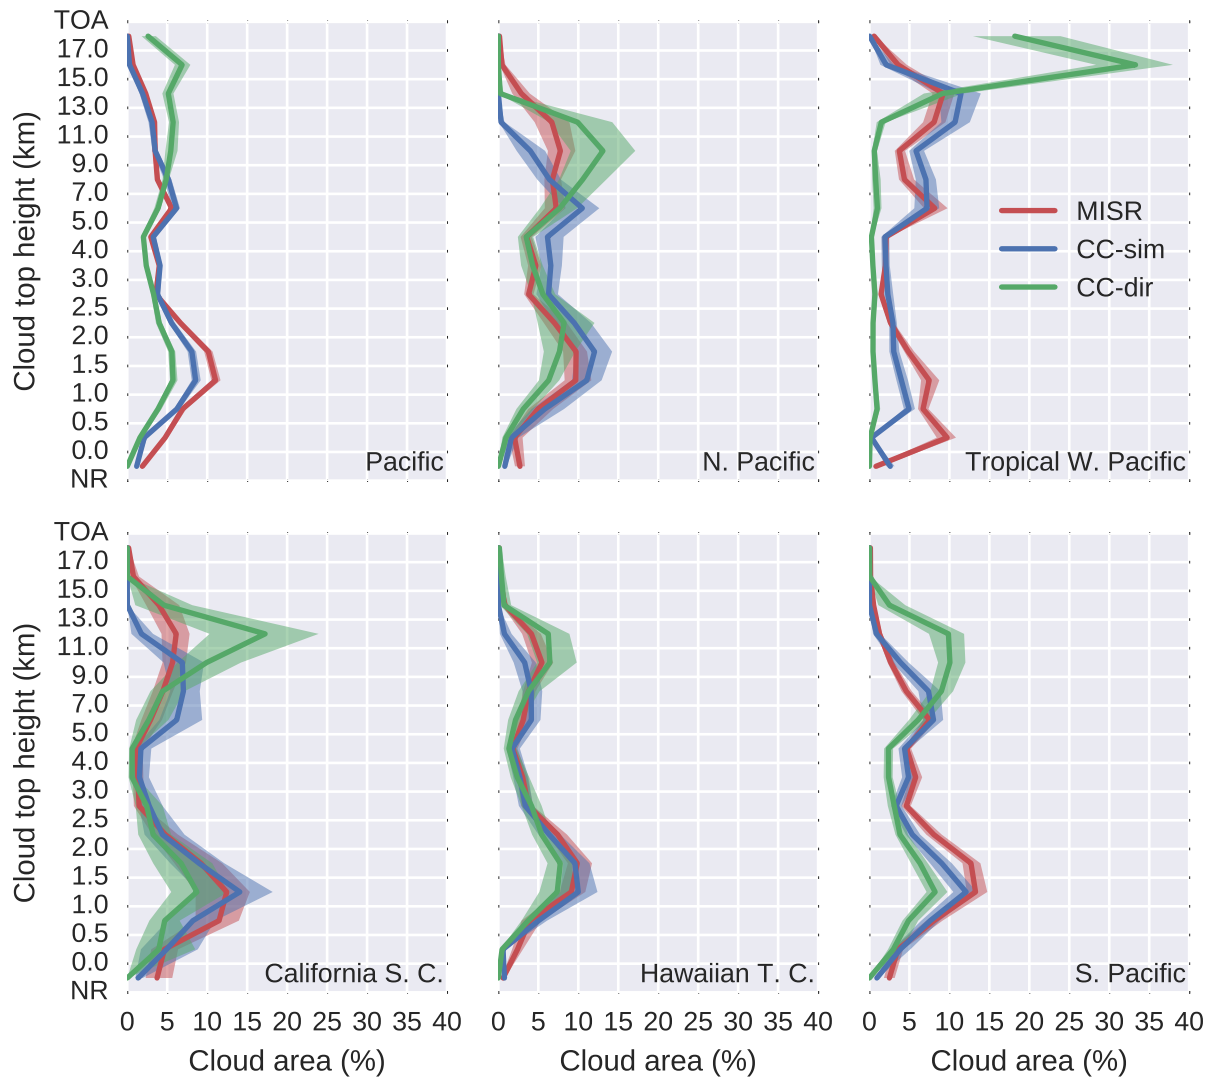 TOA
17.0
15.0
13.0
11.0
9.0
7.0
5.0
4.0
3.0
2.5
2.0
1.5
1.0
0.5
0.0
NR
Cloud top height (km)
Pacific
N. Pacific
MISR
CC-sim
CC-dir
Tropical W. Pacific
TOA
17.0
15.0
13.0
11.0
9.0
7.0
5.0
4.0
3.0
2.5
2.0
1.5
1.0
0.5
0.0
NR
Cloud top height (km)
California S. C.
Hawaiian T. C.
S. Pacific
0 5 10 15 20 25 30 35 40
0 5 10 15 20 25 30 35 40
0 5 10 15 20 25 30 35 40
Cloud area (%)
Cloud area (%)
Cloud area (%)